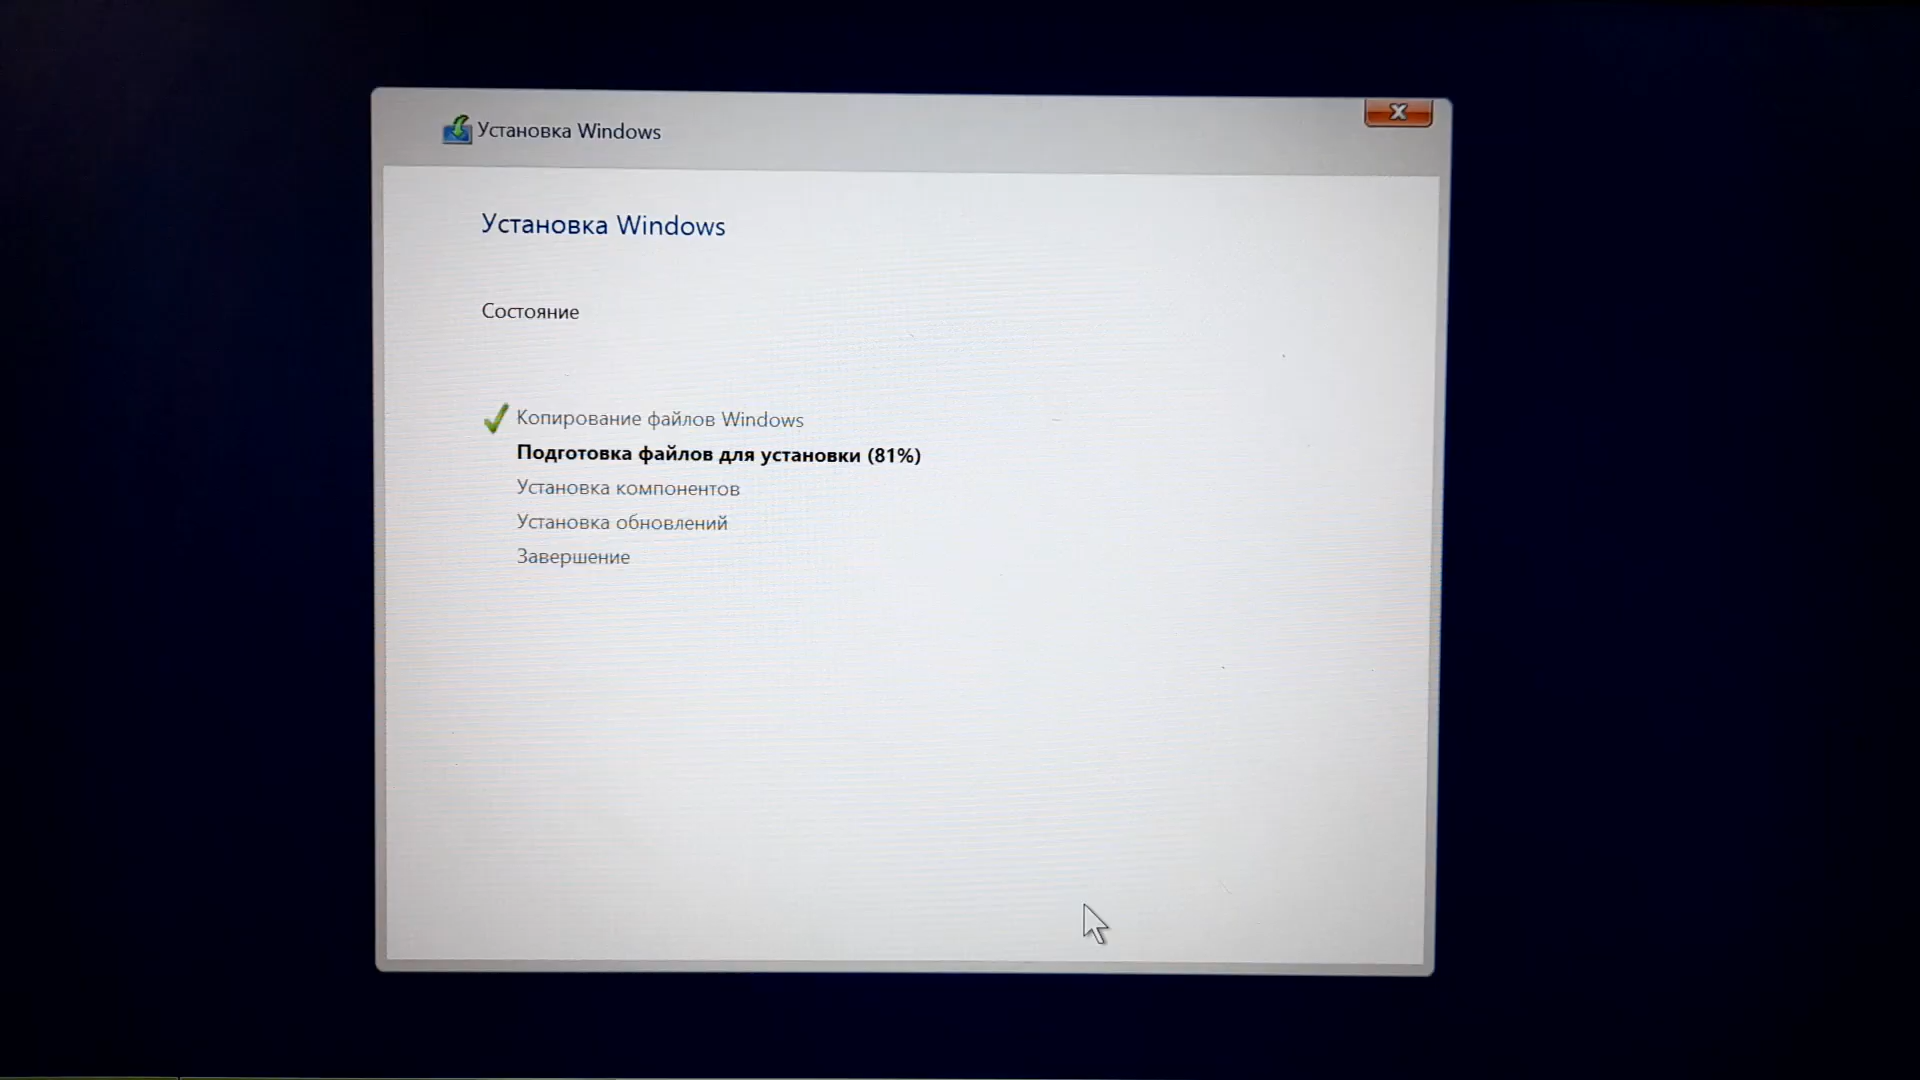 Установка Windows
Установка Windows
Состояние
Копирование файлов Windows
Подготовка файлов для установки (81%)
Установка компонентов
Установка обновлений
Завершение